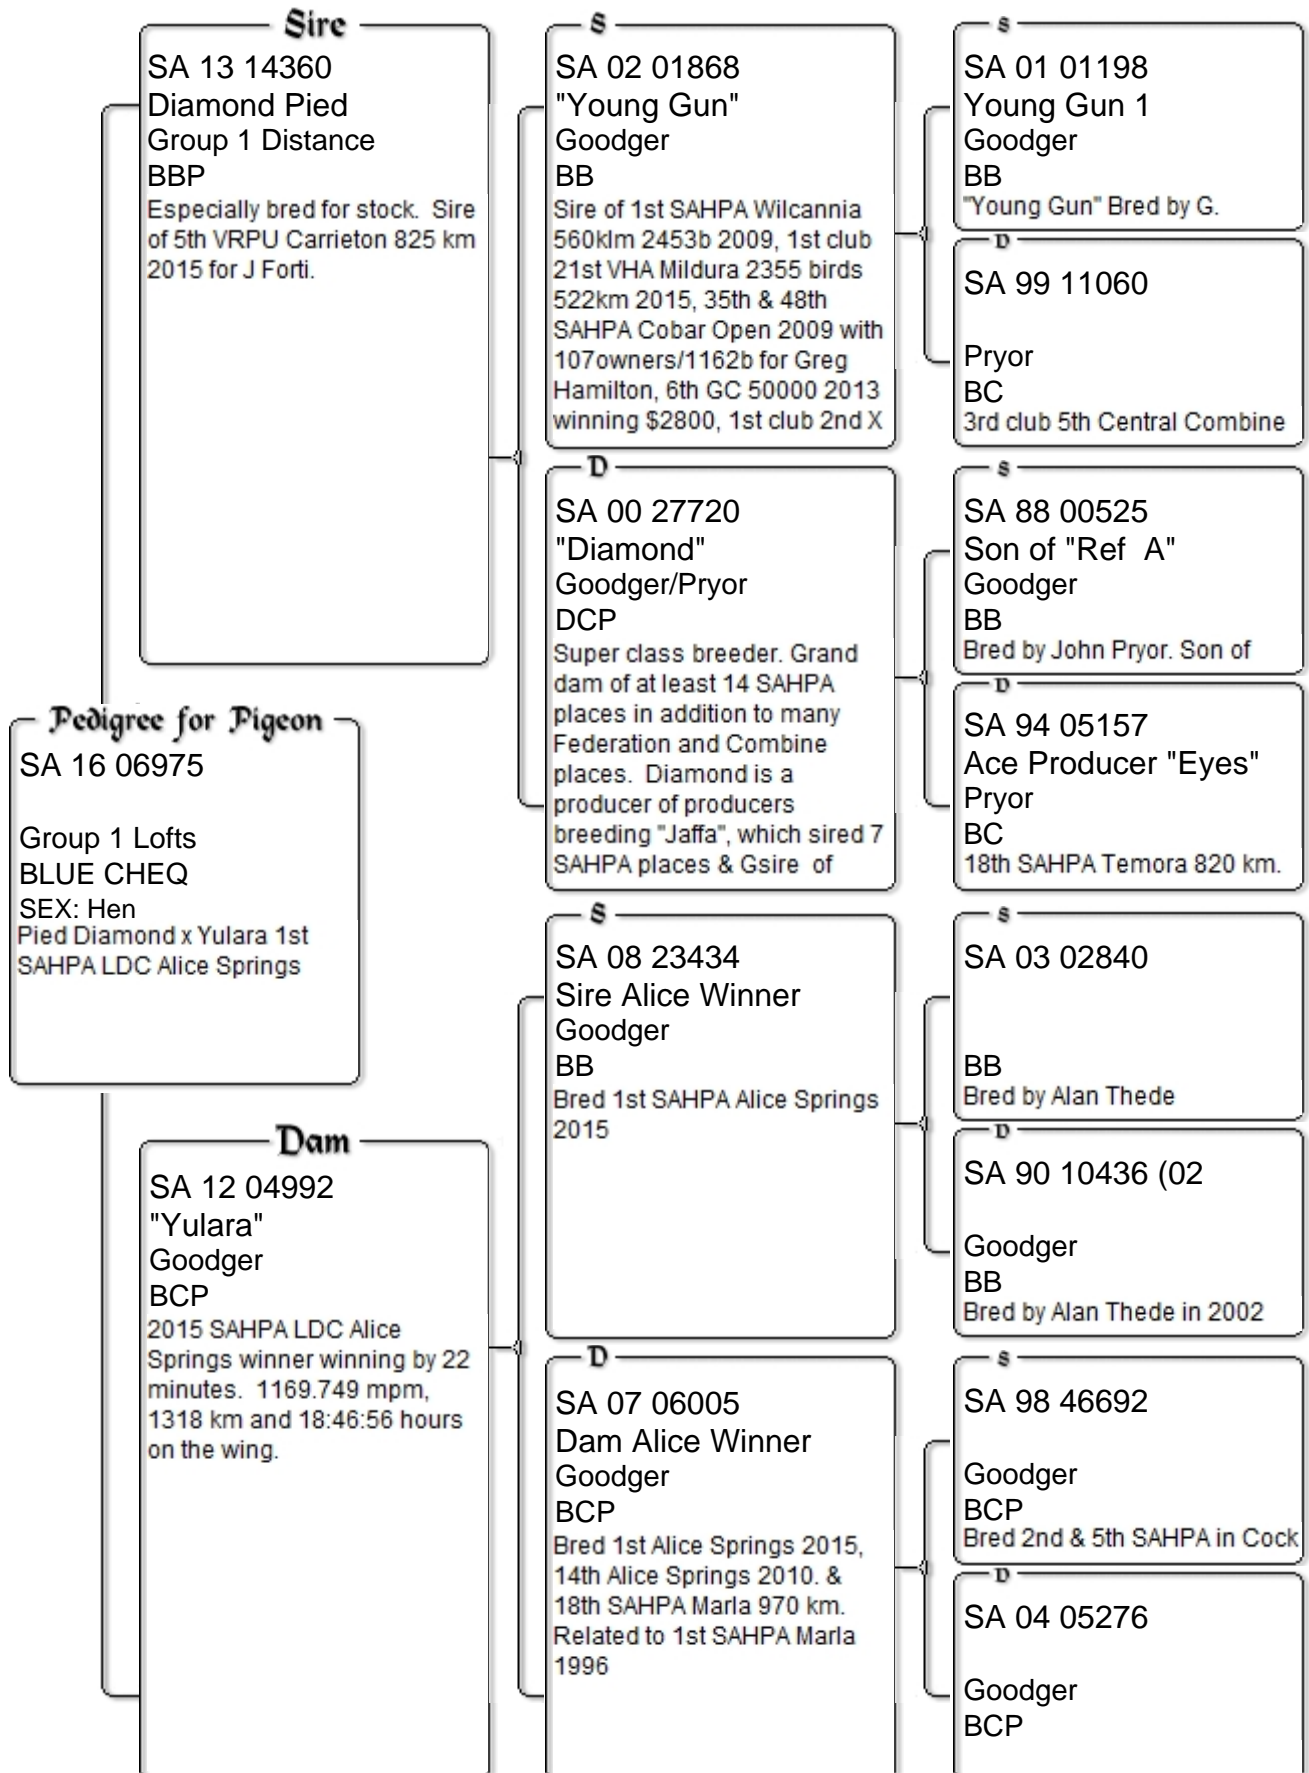 Pedigree for Pigeon
SA 16 06975
Group 1 Lofts
BLUE CHEQ
SEX: Hen
Pied Diamond x Yulara 1st
SAHPA LDC Alice Springs
Sire
SA 13 14360
Diamond Pied
Group 1 Distance
BBP
Especially bred for stock.  Sire
of 5th VRPU Carrieton 825 km
2015 for J Forti.
Dam
SA 12 04992
"Yulara"
Goodger
BCP
2015 SAHPA LDC Alice
Springs winner winning by 22
minutes.  1169.749 mpm,
1318 km and 18:46:56 hours
on the wing.
S
SA 02 01868
"Young Gun"
Goodger
BB
Sire of 1st SAHPA Wilcannia
560klm 2453b 2009, 1st club
21st VHA Mildura 2355 birds
522km 2015, 35th & 48th
SAHPA Cobar Open 2009 with
107owners/1162b for Greg
Hamilton, 6th GC 50000 2013
winning $2800, 1st club 2nd X
D
SA 00 27720
"Diamond"
Goodger/Pryor
DCP
Super class breeder. Grand
dam of at least 14 SAHPA
places in addition to many
Federation and Combine
places.  Diamond is a
producer of producers
breeding "Jaffa", which sired 7
SAHPA places & Gsire  of
S
SA 08 23434
Sire Alice Winner
Goodger
BB
Bred 1st SAHPA Alice Springs
2015
D
SA 07 06005
Dam Alice Winner
Goodger
BCP
Bred 1st Alice Springs 2015,
14th Alice Springs 2010. &
18th SAHPA Marla 970 km.
Related to 1st SAHPA Marla
1996
S
SA 01 01198
Young Gun 1
Goodger
BB
"Young Gun" Bred by G.
D
SA 99 11060
Pryor
BC
3rd club 5th Central Combine
S
SA 88 00525
Son of "Ref  A"
Goodger
BB
Bred by John Pryor. Son of
D
SA 94 05157
Ace Producer "Eyes"
Pryor
BC
18th SAHPA Temora 820 km.
S
SA 03 02840
BB
Bred by Alan Thede
D
SA 90 10436 (02
Goodger
BB
Bred by Alan Thede in 2002
S
SA 98 46692
Goodger
BCP
Bred 2nd & 5th SAHPA in Cock
D
SA 04 05276
Goodger
BCP